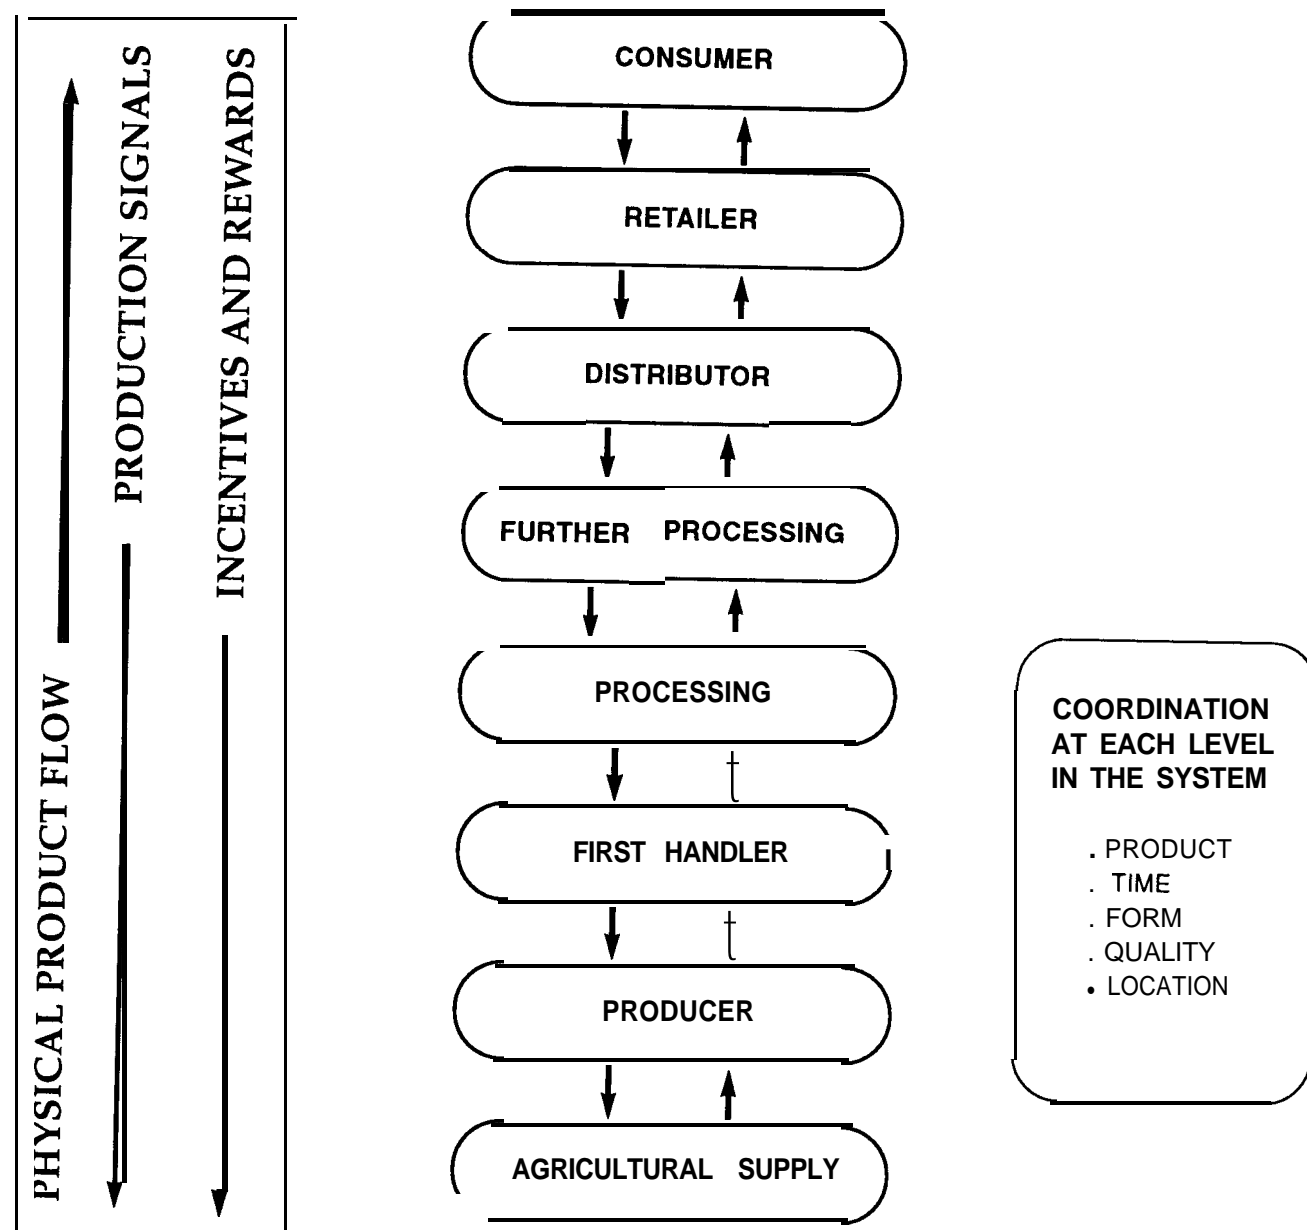 PHYSICAL PRODUCT FLOW
PRODUCTION SIGNALS
INCENTIVES AND REWARDS
CONSUMER
RETAILER
DISTRIBUTOR
FURTHER PROCESSING
PROCESSING
t
FIRST HANDLER
t
PRODUCER
AGRICULTURAL SUPPLY
COORDINATION
AT EACH LEVEL
IN THE SYSTEM
. PRODUCT
. TIME
. FORM
. QUALITY
• LOCATION